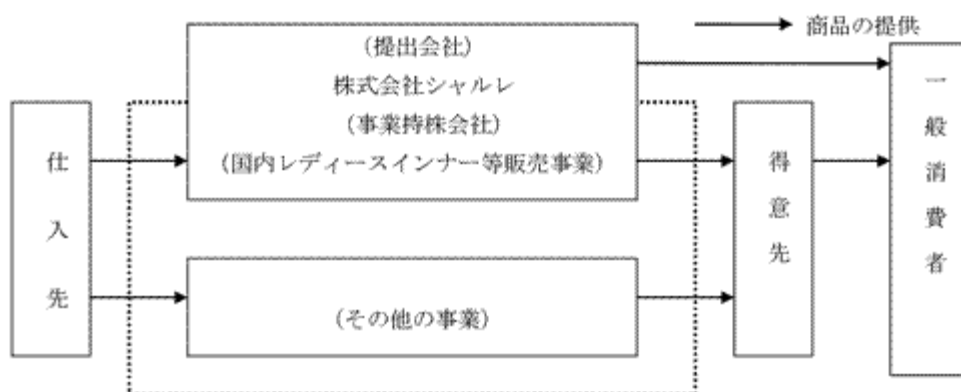 商品の提供
(提出会社)
株式会社シャルレ
(事業持株会社)
(国内レディースインナー等販売事業)
仕入先
(その他の事業)
得意先
一般消費者